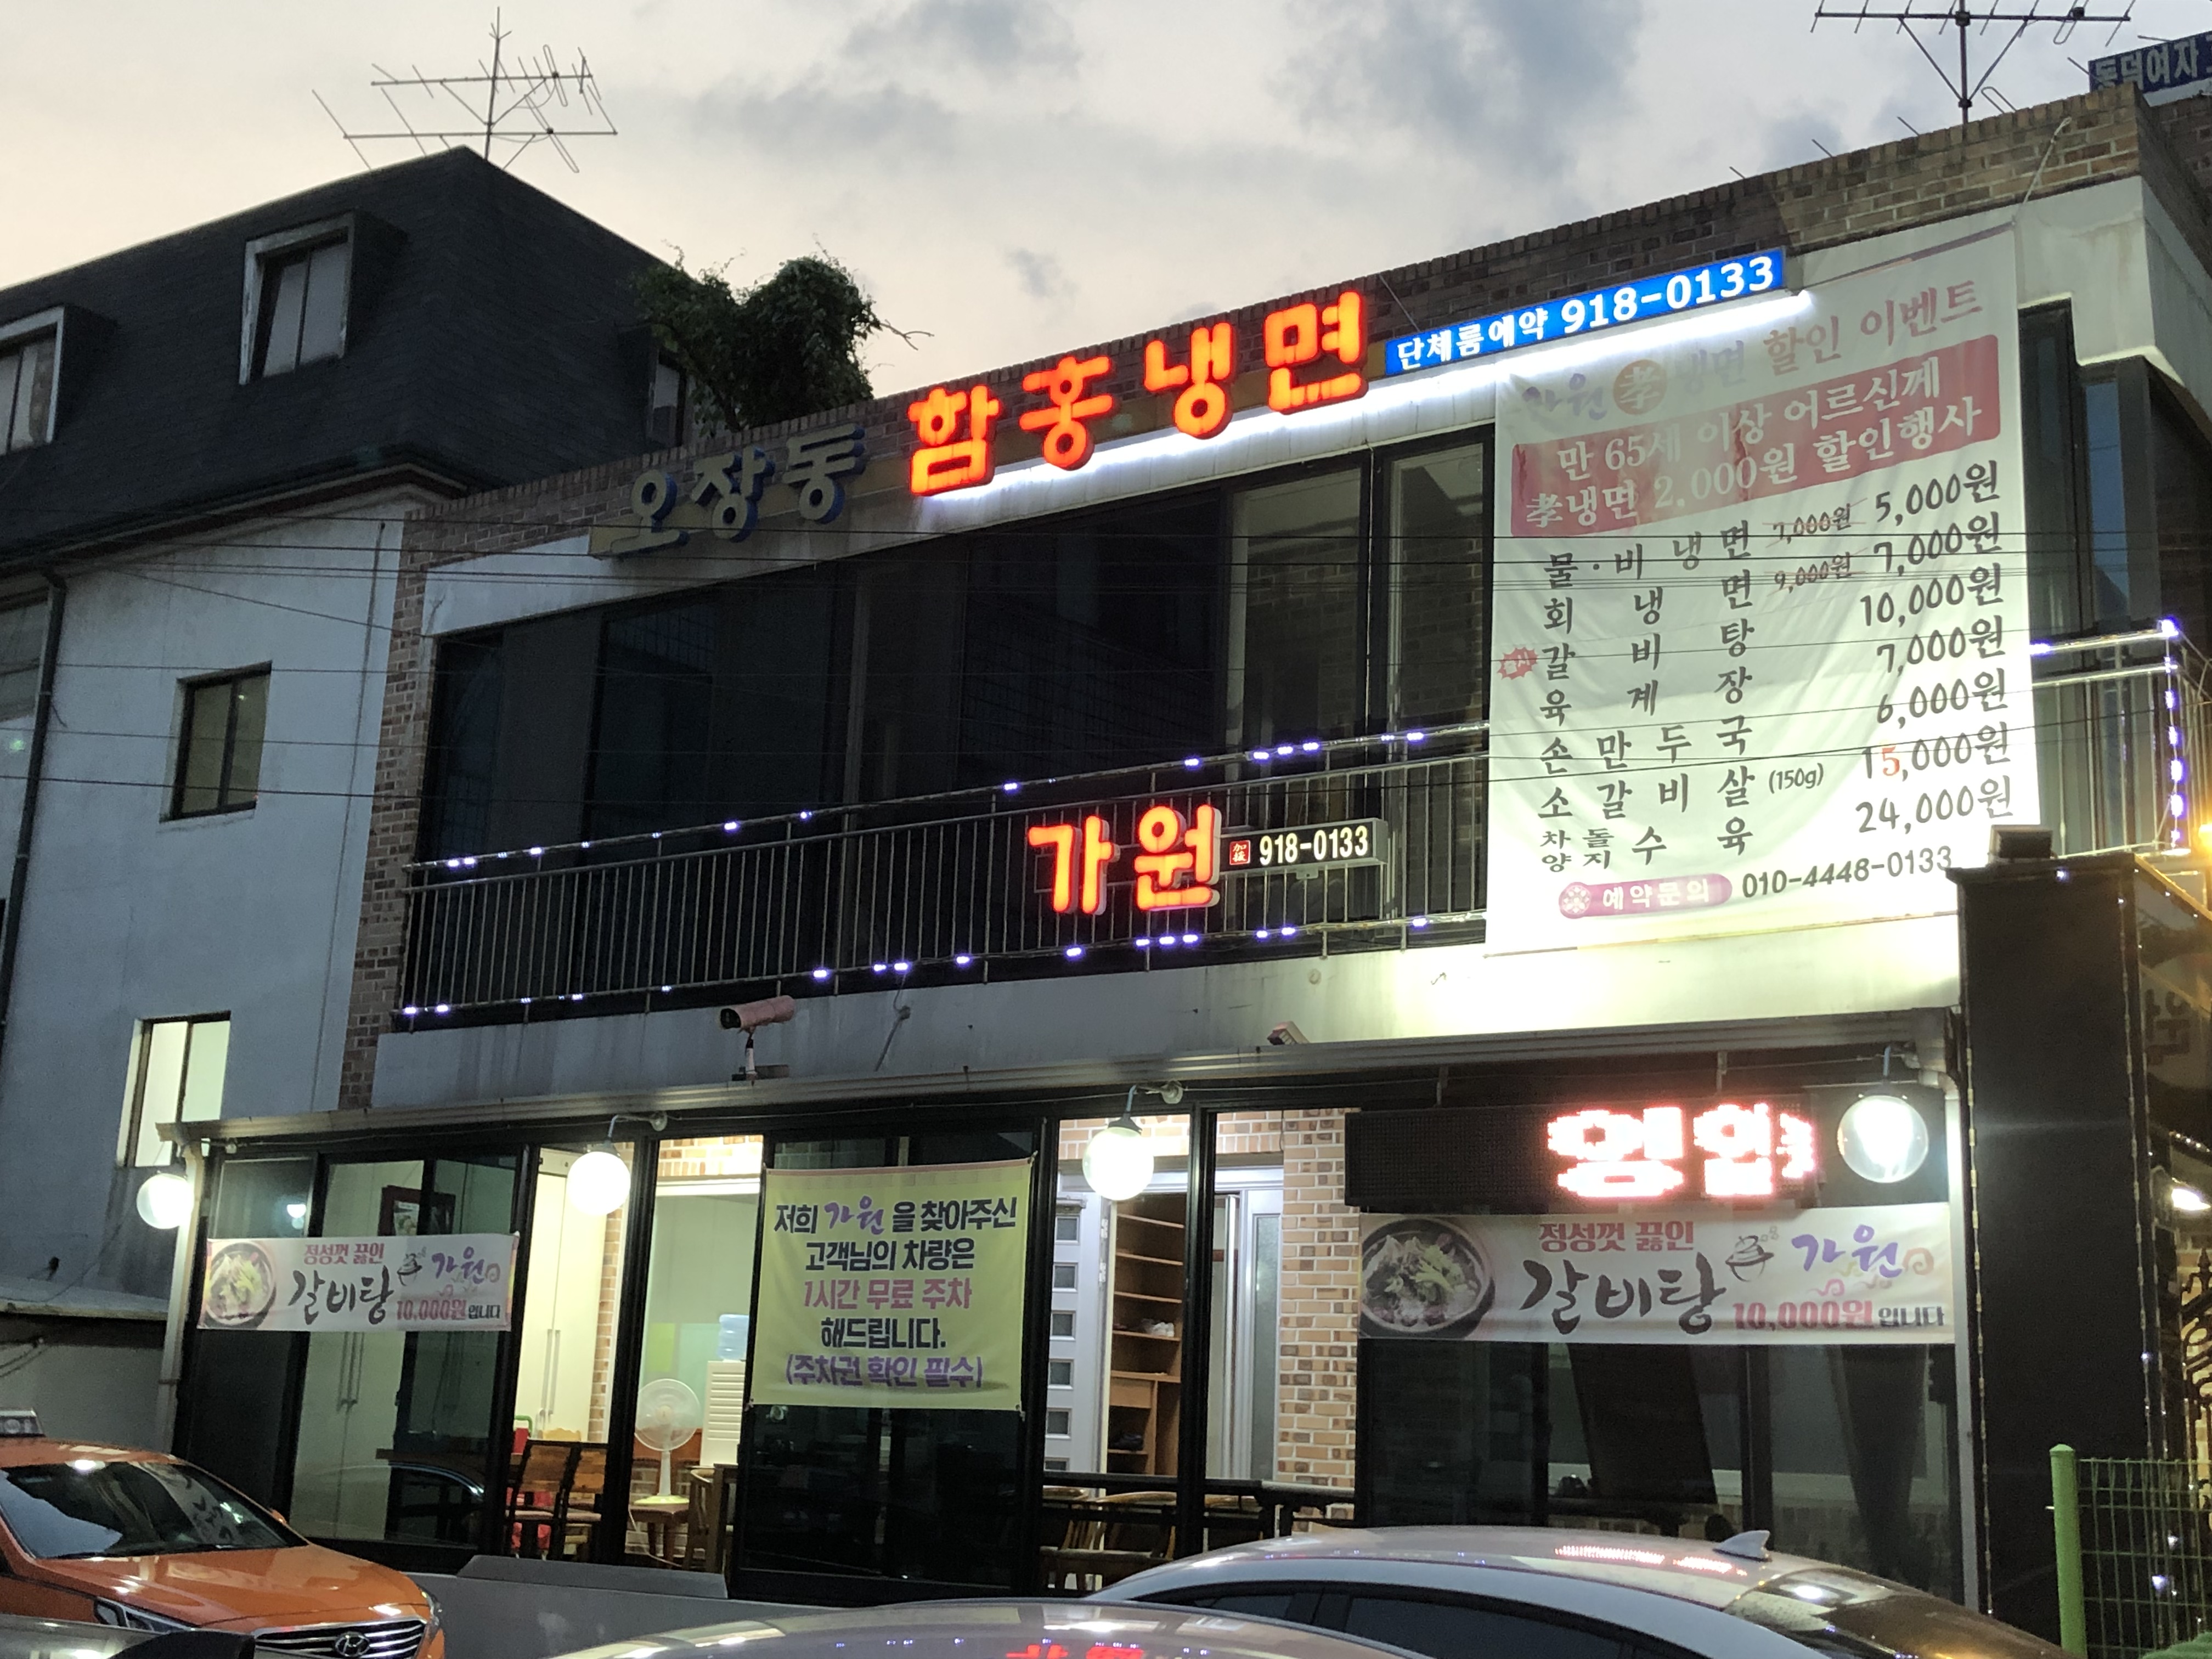 동덕여자
오장동 함흥냉면
단체룸예약 918-0133
가원 孝 냉면 할인 이벤트
만 65세 이상 어르신께
孝냉면 2,000원 할인행사
물·비냉면 7,000원 5,000원
회냉면 9,000원 7,000원
갈비탕 10,000원
육계장 7,000원
손만두국 6,000원
소갈비살 (150g) 15,000원
차돌양지수육 24,000원
예약문의 010-4448-0133
가원 918-0133
영업
저희 가원을 찾아주신
고객님의 차량은
1시간 무료 주차
해드립니다.
(주차권 확인 필수)
정성껏 끓인
갈비탕 가원
10,000원입니다
정성껏 끓인
갈비탕 가원
10,000원입니다